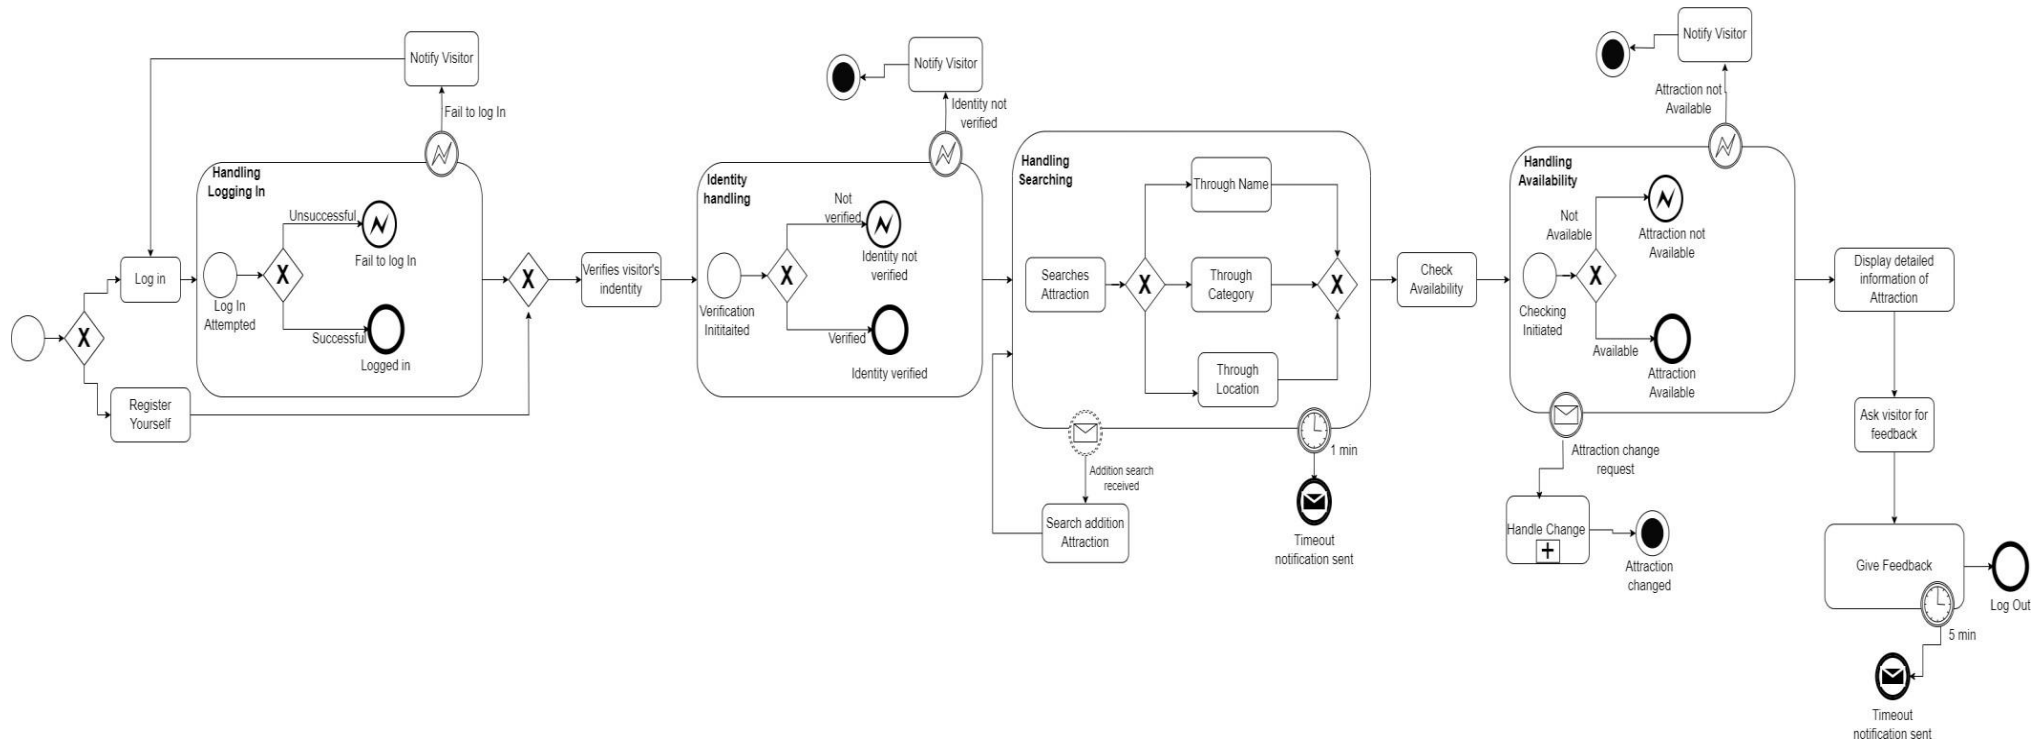 Notify Visitor
Fail to log In
Handling
Logging In
Unsuccessful
X
Fail to log In
Log In
Attempted
Successful
Logged in
Log in
X
Register
Yourself
X
Verifies visitor's
indentity
Notify Visitor
Identity not
verified
Identity
handling
Not
verified
X
Identity not
verified
Verification
Inititaited
Verified
Identity verified
Handling
Searching
Searches
Attraction
X
Through Name
Through
Category
Through
Location
X
Addition search
received
Search addition
Attraction
1 min
Timeout
notification sent
Check
Availability
Notify Visitor
Attraction not
Available
Handling
Availability
Not
Available
X
Attraction not
Available
Checking
Initiated
Available
Attraction
Available
Attraction change
request
Handle Change
Attraction
changed
Display detailed
information of
Attraction
Ask visitor for
feedback
Give Feedback
Log Out
5 min
Timeout
notification sent